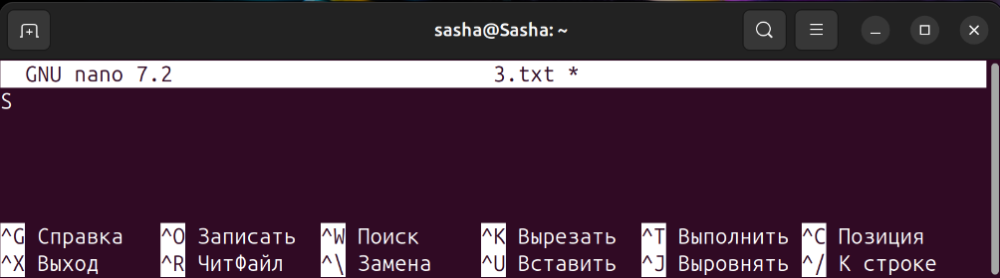 sasha@Sasha: ~
GNU nano 7.2 3.txt *
S
^G Справка ^O Записать ^W Поиск ^K Вырезать ^T Выполнить ^C Позиция
^X Выход ^R ЧитФайл ^\ Замена ^U Вставить ^J Выровнять ^/ К строке